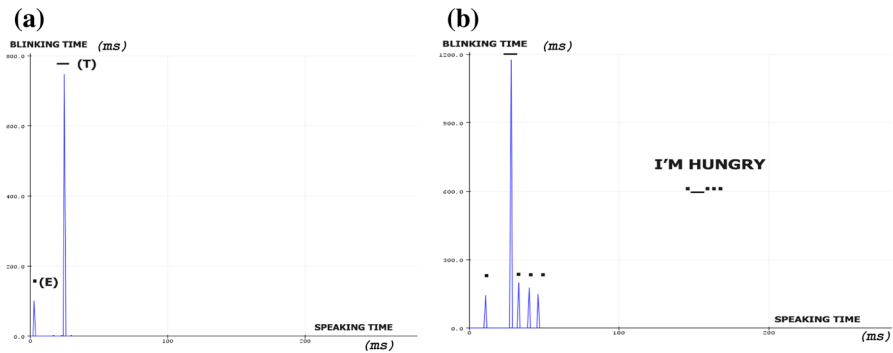 (a)
BLINKING TIME (ms)
800.0
— (T)
600.0
400.0
200.0
▪(E)
0.0
0
100
200
SPEAKING TIME
(ms)
(b)
BLINKING TIME (ms)
1200.0
—
900.0
I'M HUNGRY
▪—▪▪▪
600.0
300.0
▪ ▪ ▪ ▪
0.0
0
100
200
SPEAKING TIME
(ms)